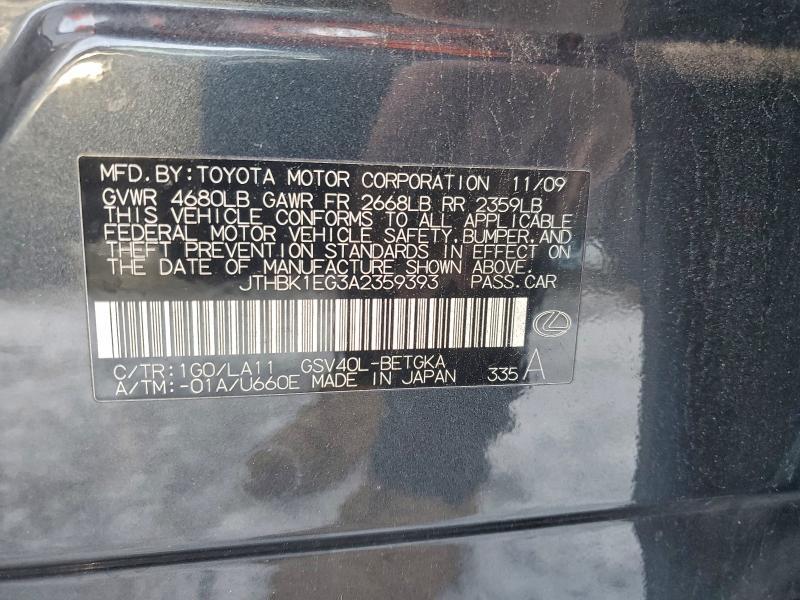 MFD.BY:TOYOTA MOTOR CORPORATION 11/09
GVWR 4680LB GAWR FR 2668LB RR 2359LB
THIS VEHICLE CONFORMS TO ALL APPLICABLE
FEDERAL MOTOR VEHICLE SAFETY,BUMPER,AND
THEFT PREVENTION STANDARDS IN EFFECT ON
THE DATE OF MANUFACTURE SHOWN ABOVE.
JTHBK1EG3A2359393 PASS.CAR
C/TR:1G0/LA11 GSV40L-BETGKA
A/TM:-01A/U660E MADE IN JAPAN 335 A